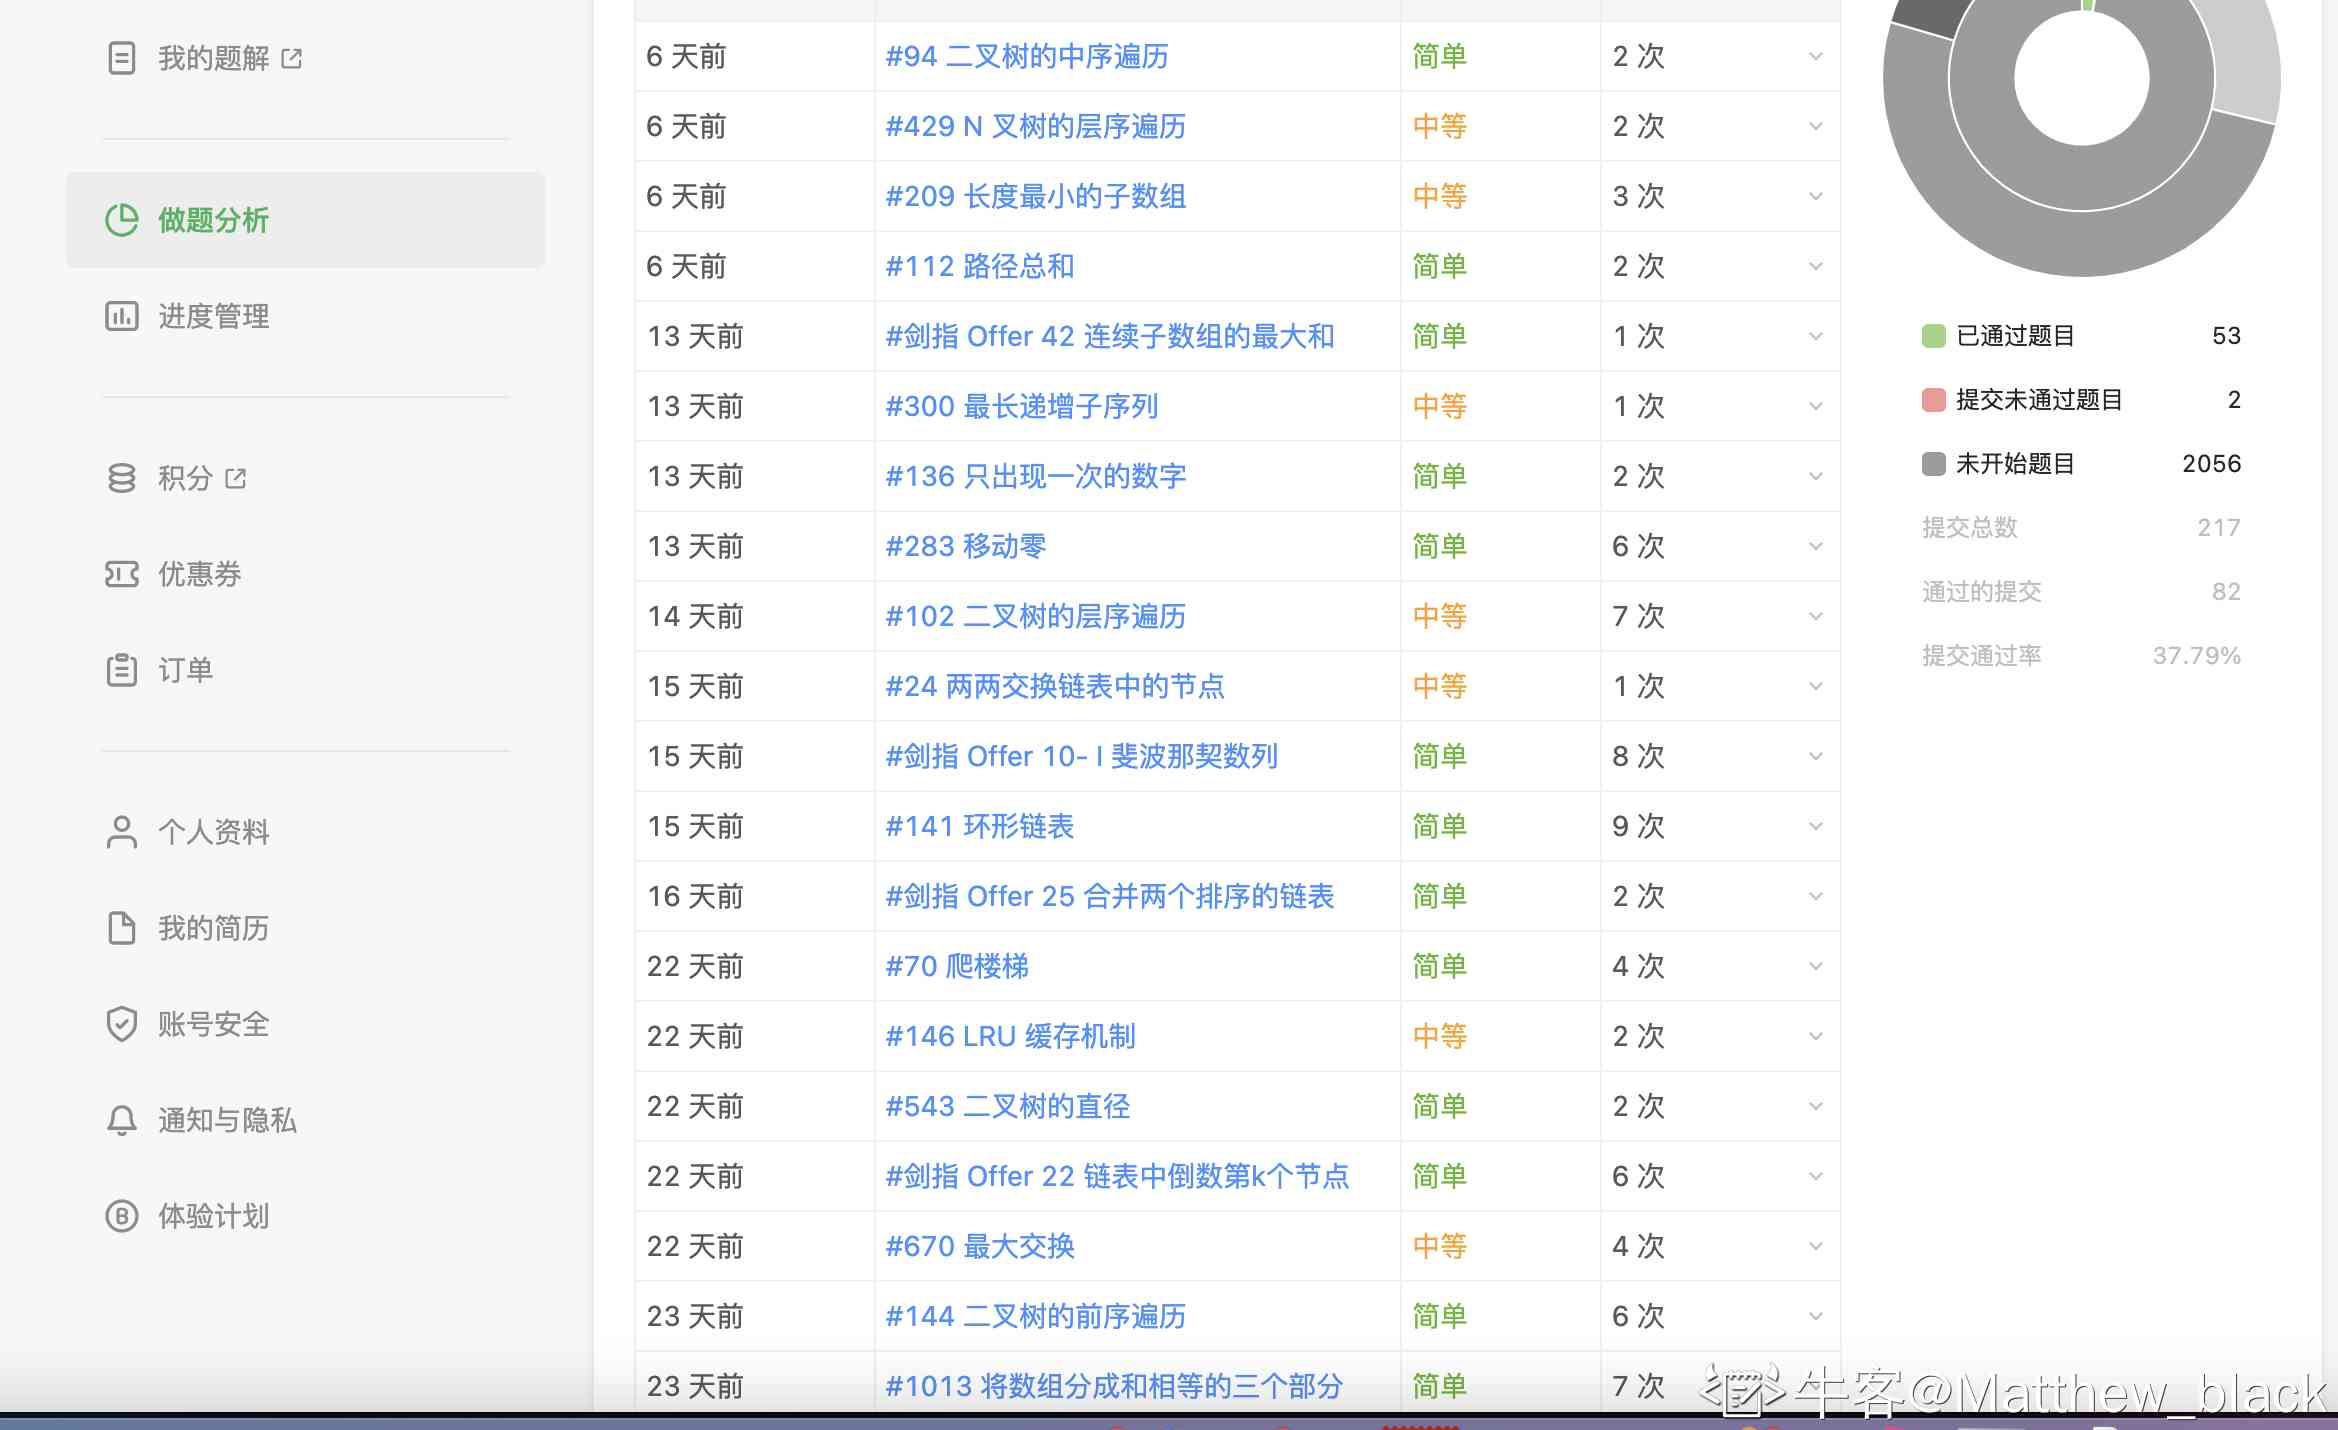 我的题解
做题分析
进度管理
积分
优惠券
订单
个人资料
我的简历
账号安全
通知与隐私
体验计划
6 天前 #94 二叉树的中序遍历 简单 2 次
6 天前 #429 N 叉树的层序遍历 中等 2 次
6 天前 #209 长度最小的子数组 中等 3 次
6 天前 #112 路径总和 简单 2 次
13 天前 #剑指 Offer 42 连续子数组的最大和 简单 1 次
13 天前 #300 最长递增子序列 中等 1 次
13 天前 #136 只出现一次的数字 简单 2 次
13 天前 #283 移动零 简单 6 次
14 天前 #102 二叉树的层序遍历 中等 7 次
15 天前 #24 两两交换链表中的节点 中等 1 次
15 天前 #剑指 Offer 10- I 斐波那契数列 简单 8 次
15 天前 #141 环形链表 简单 9 次
16 天前 #剑指 Offer 25 合并两个排序的链表 简单 2 次
22 天前 #70 爬楼梯 简单 4 次
22 天前 #146 LRU 缓存机制 中等 2 次
22 天前 #543 二叉树的直径 简单 2 次
22 天前 #剑指 Offer 22 链表中倒数第k个节点 简单 6 次
22 天前 #670 最大交换 中等 4 次
23 天前 #144 二叉树的前序遍历 简单 6 次
23 天前 #1013 将数组分成和相等的三个部分 简单 7 次
已通过题目 53
提交未通过题目 2
未开始题目 2056
提交总数 217
通过的提交 82
提交通过率 37.79%
牛客@Matthew_black